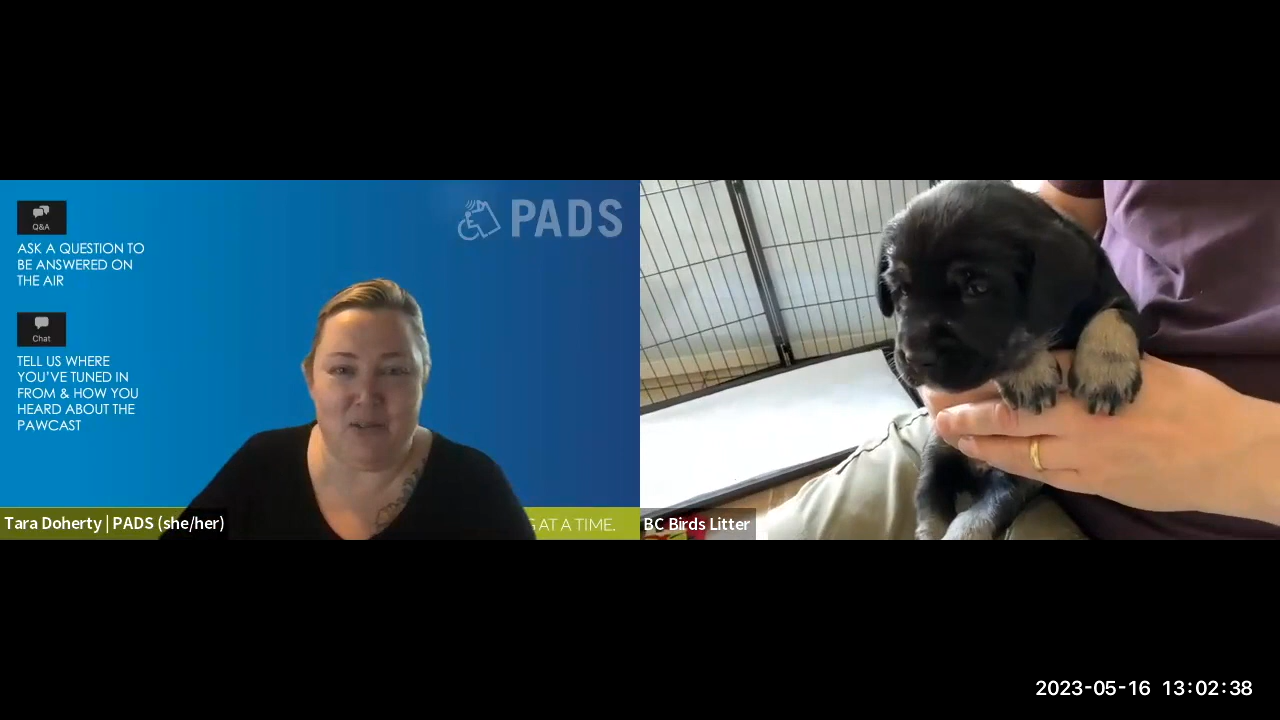 Q&A
ASK A QUESTION TO
BE ANSWERED ON
THE AIR
Chat
TELL US WHERE
YOU'VE TUNED IN
FROM & HOW YOU
HEARD ABOUT THE
PAWCAST
PADS
AT A TIME.
Tara Doherty | PADS (she/her)
BC Birds Litter
2023-05-16 13:02:38